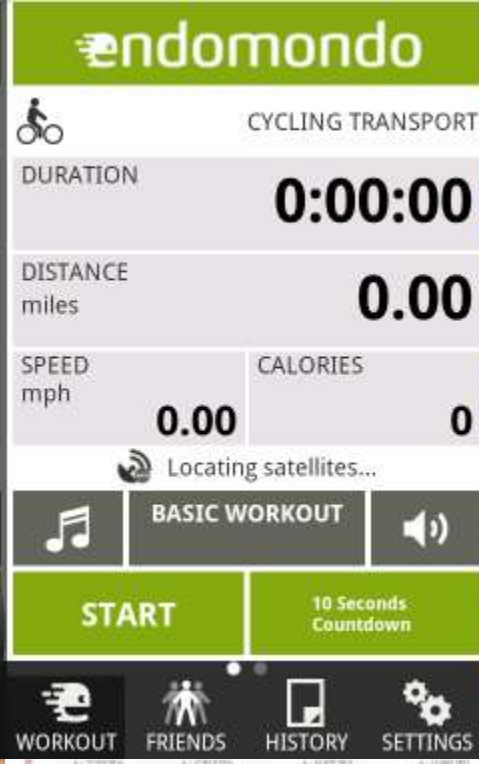 endomondo
CYCLING TRANSPORT
DURATION
0:00:00
DISTANCE
miles
0.00
SPEED
mph
0.00
CALORIES
0
Locating satellites...
BASIC WORKOUT
START
10 Seconds
Countdown
WORKOUT
FRIENDS
HISTORY
SETTINGS